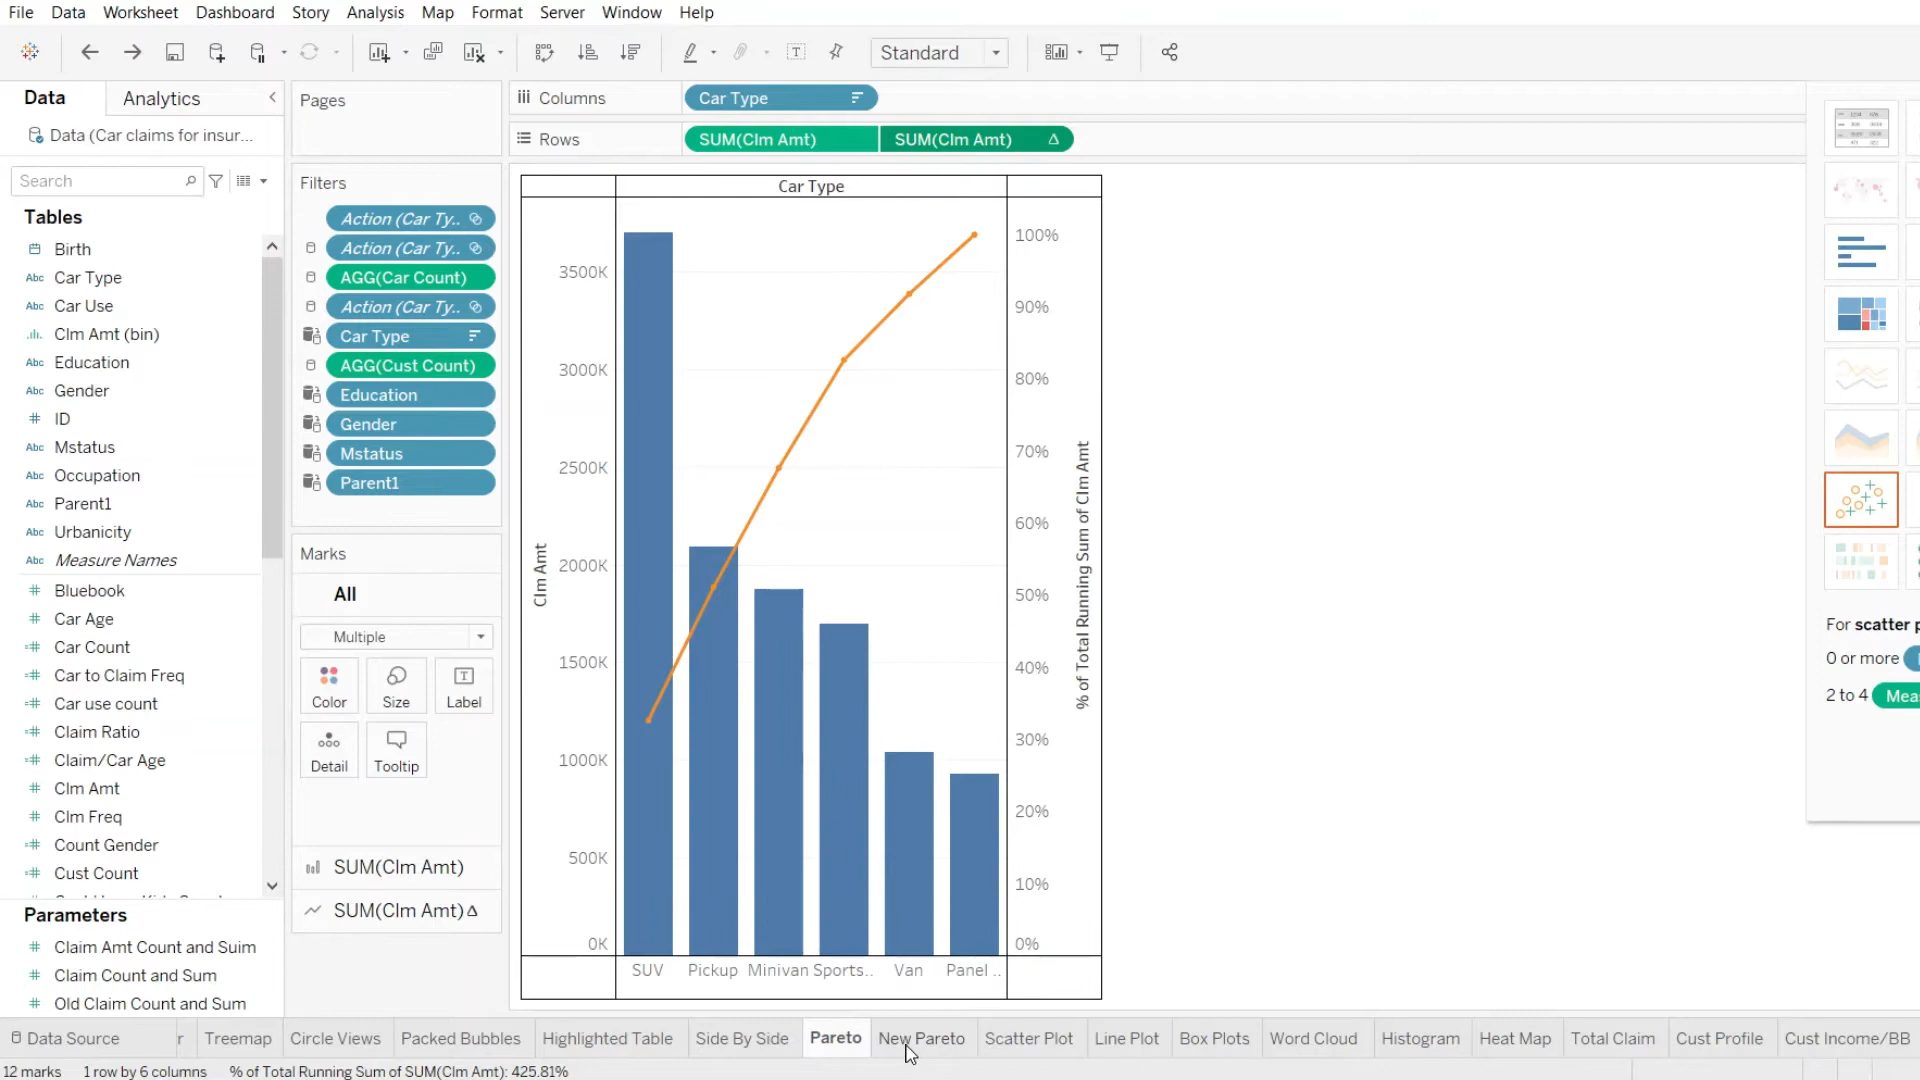 File Data Worksheet Dashboard Story Analysis Map Format Server Window Help
Standard
Data Analytics
Data (Car claims for insur...
Search
Tables
Birth
Abc Car Type
Abc Car Use
Clm Amt (bin)
Abc Education
Abc Gender
# ID
Abc Mstatus
Abc Occupation
Abc Parent1
Abc Urbanicity
Abc Measure Names
# Bluebook
# Car Age
=# Car Count
=# Car to Claim Freq
=# Car use count
=# Claim Ratio
=# Claim/Car Age
# Clm Amt
# Clm Freq
=# Count Gender
=# Cust Count
Parameters
# Claim Amt Count and Suim
# Claim Count and Sum
# Old Claim Count and Sum
Pages
Filters
Action (Car Ty..
Action (Car Ty..
AGG(Car Count)
Action (Car Ty..
Car Type
AGG(Cust Count)
Education
Gender
Mstatus
Parent1
Marks
All
Multiple
Color Size Label
Detail Tooltip
SUM(Clm Amt)
SUM(Clm Amt) Δ
Columns Car Type
Rows SUM(Clm Amt) SUM(Clm Amt) Δ
Car Type
Clm Amt
3500K
3000K
2500K
2000K
1500K
1000K
500K
0K
100%
90%
80%
70%
60%
50%
40%
30%
20%
10%
0%
% of Total Running Sum of Clm Amt
SUV Pickup Minivan Sports.. Van Panel ..
For scatter p
0 or more
2 to 4 Meas
Data Source r Treemap Circle Views Packed Bubbles Highlighted Table Side By Side Pareto New Pareto Scatter Plot Line Plot Box Plots Word Cloud Histogram Heat Map Total Claim Cust Profile Cust Income/BB
12 marks 1 row by 6 columns % of Total Running Sum of SUM(Clm Amt): 425.81%